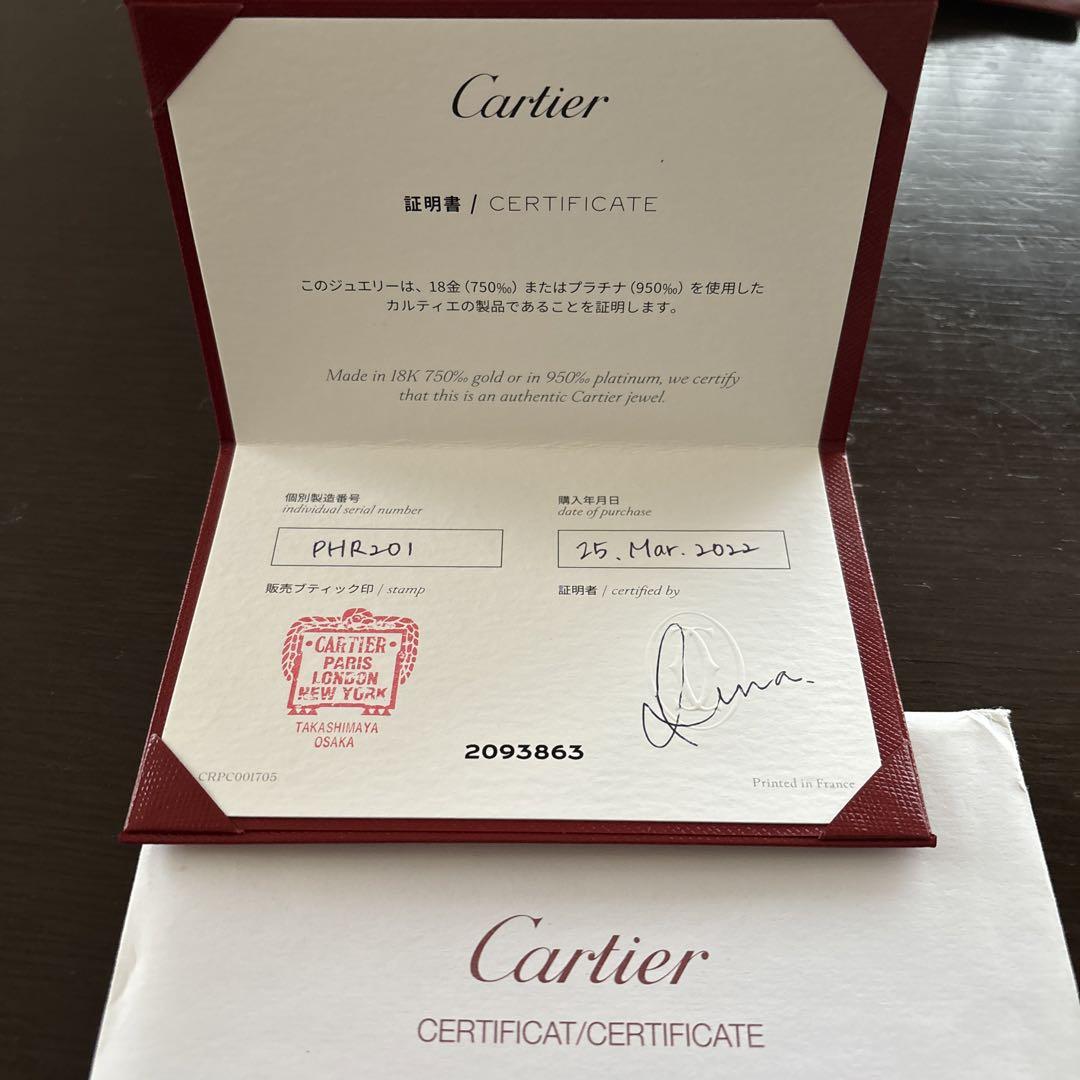 Cartier
証明書 / CERTIFICATE
このジュエリーは、18金（750‰）またはプラチナ（950‰）を使用した
カルティエの製品であることを証明します。
Made in 18K 750‰ gold or in 950‰ platinum, we certify
that this is an authentic Cartier jewel.
個別製造番号
individual serial number
PHR201
購入年月日
date of purchase
25. Mar. 2022
販売ブティック印 / stamp
証明者 / certified by
•CARTIER•
PARIS
LONDON
NEW YORK
TAKASHIMAYA
OSAKA
2093863
CRPC001705
Printed in France
Cartier
CERTIFICAT/CERTIFICATE